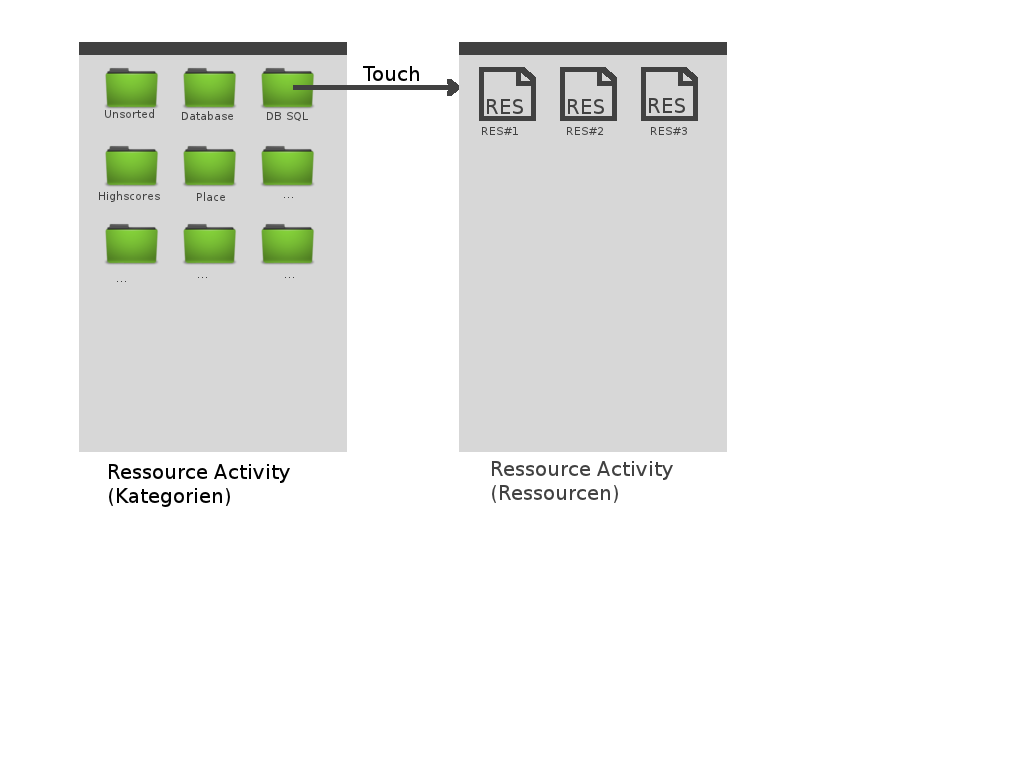 Touch
Unsorted Database DB SQL
Highscores Place ...
... ... ...
Ressource Activity
(Kategorien)
RES RES RES
RES#1 RES#2 RES#3
Ressource Activity
(Ressourcen)